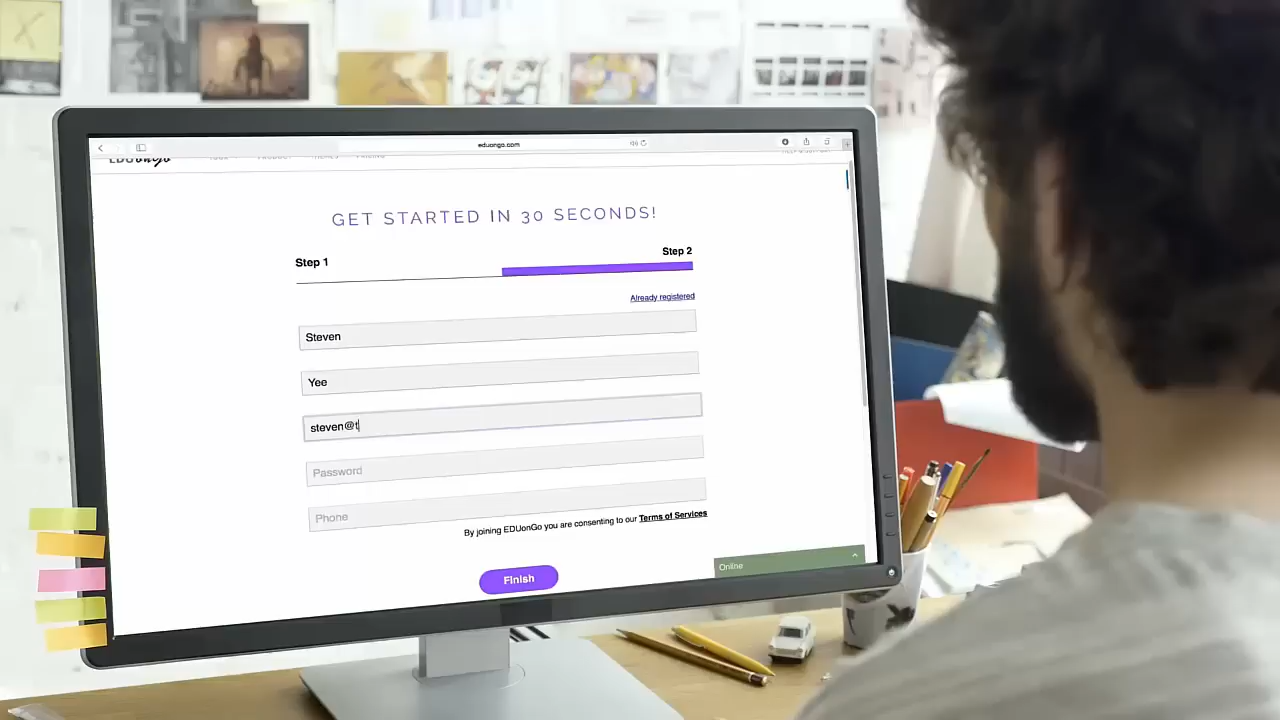 eduongo.com
EDUonGo
GET STARTED IN 30 SECONDS!
Step 1
Step 2
Already registered
Steven
Yee
steven@t
Password
Phone
By joining EDUonGo you are consenting to our Terms of Services
Finish
Online